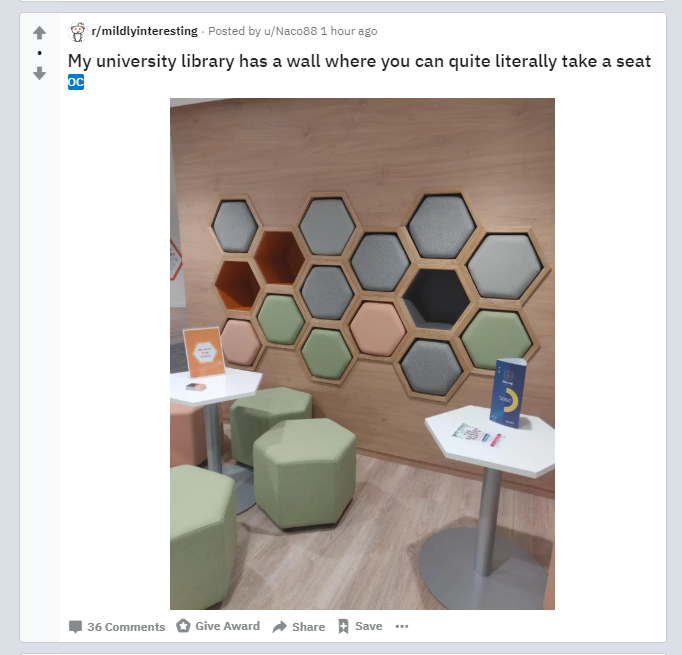 r/mildlyinteresting · Posted by u/Naco88 1 hour ago
My university library has a wall where you can quite literally take a seat
OC
36 Comments Give Award Share Save ···